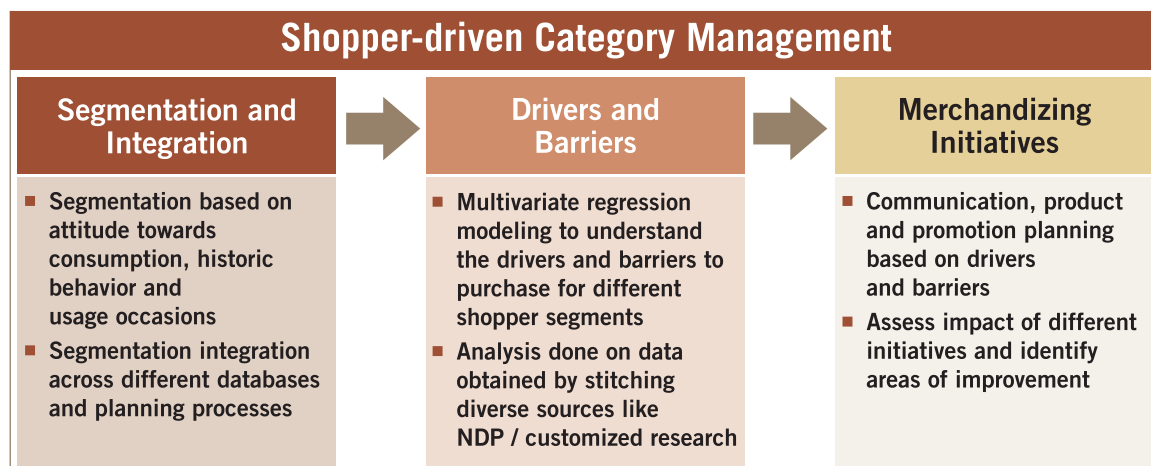 Shopper-driven Category Management
Segmentation and
Integration
Segmentation based on
attitude towards
consumption, historic
behavior and
usage occasions
Segmentation integration
across different databases
and planning processes
Drivers and
Barriers
Multivariate regression
modeling to understand
the drivers and barriers to
purchase for different
shopper segments
Analysis done on data
obtained by stitching
diverse sources like
NDP / customized research
Merchandizing
Initiatives
Communication, product
and promotion planning
based on drivers
and barriers
Assess impact of different
initiatives and identify
areas of improvement